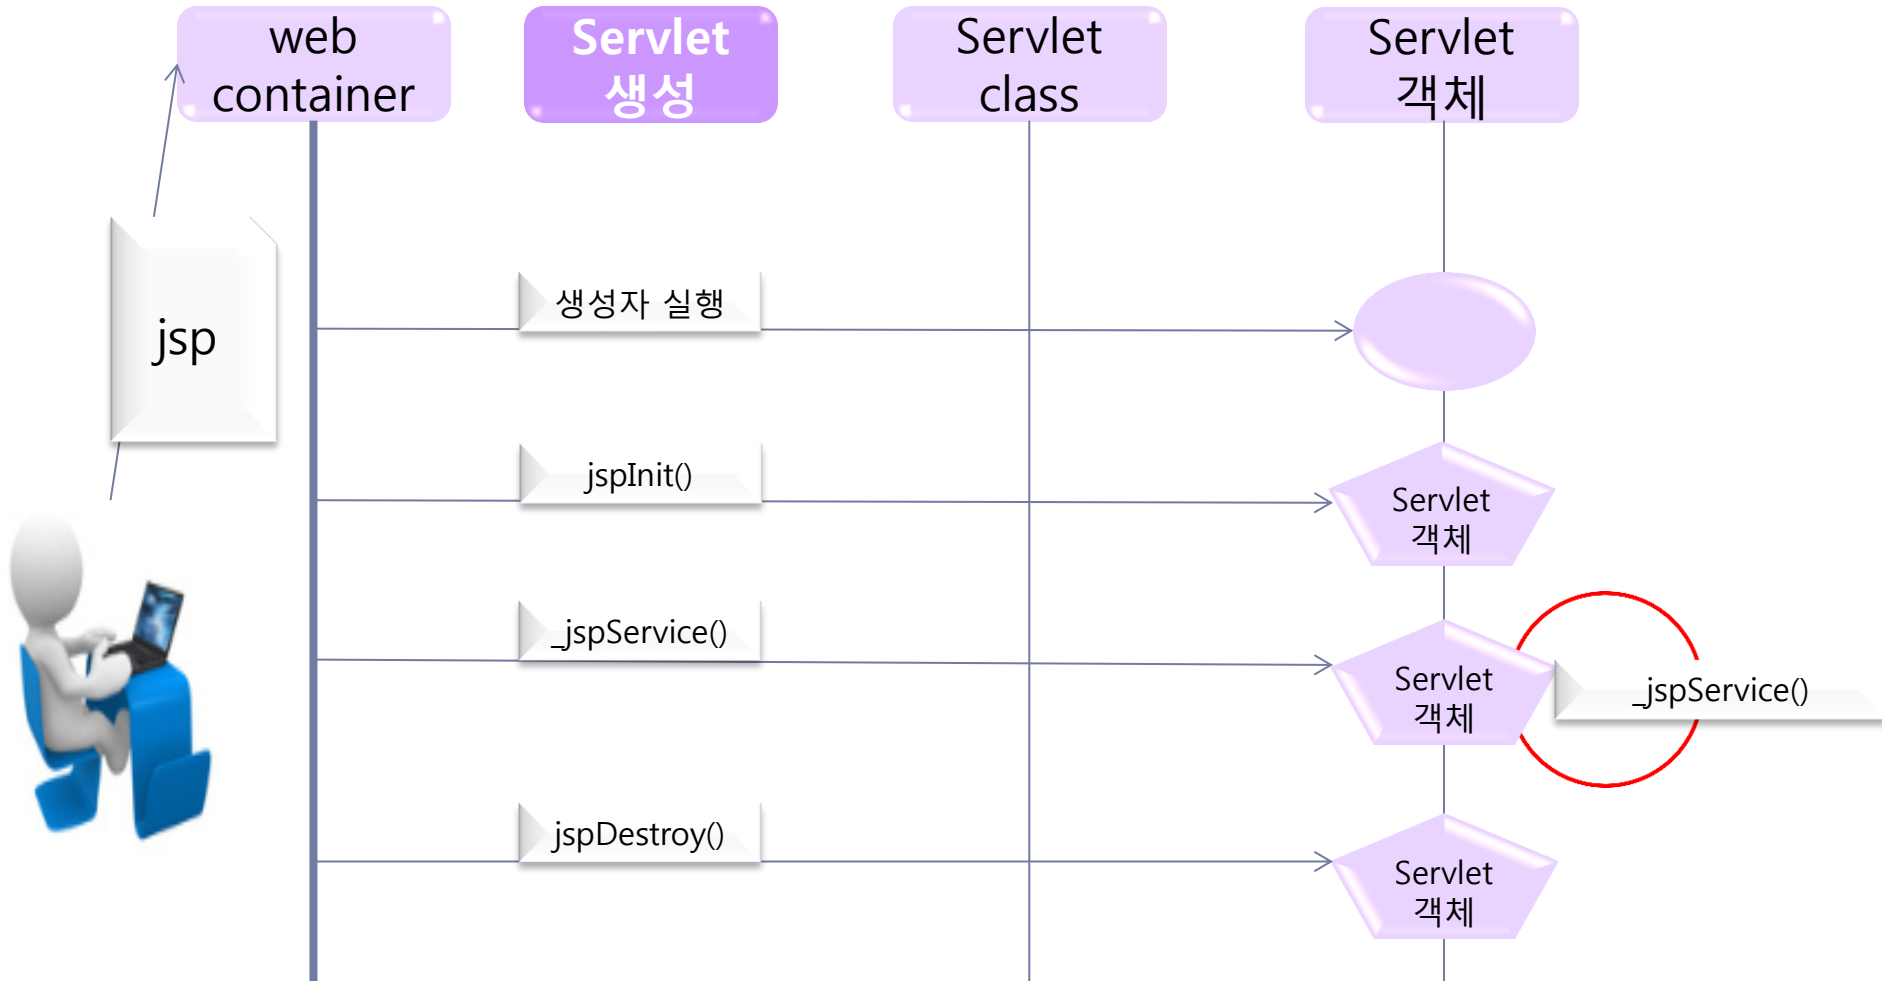 web
container
Servlet
생성
Servlet
class
Servlet
객체
jsp
생성자 실행
jspInit()
Servlet
객체
_jspService()
Servlet
객체
_jspService()
jspDestroy()
Servlet
객체